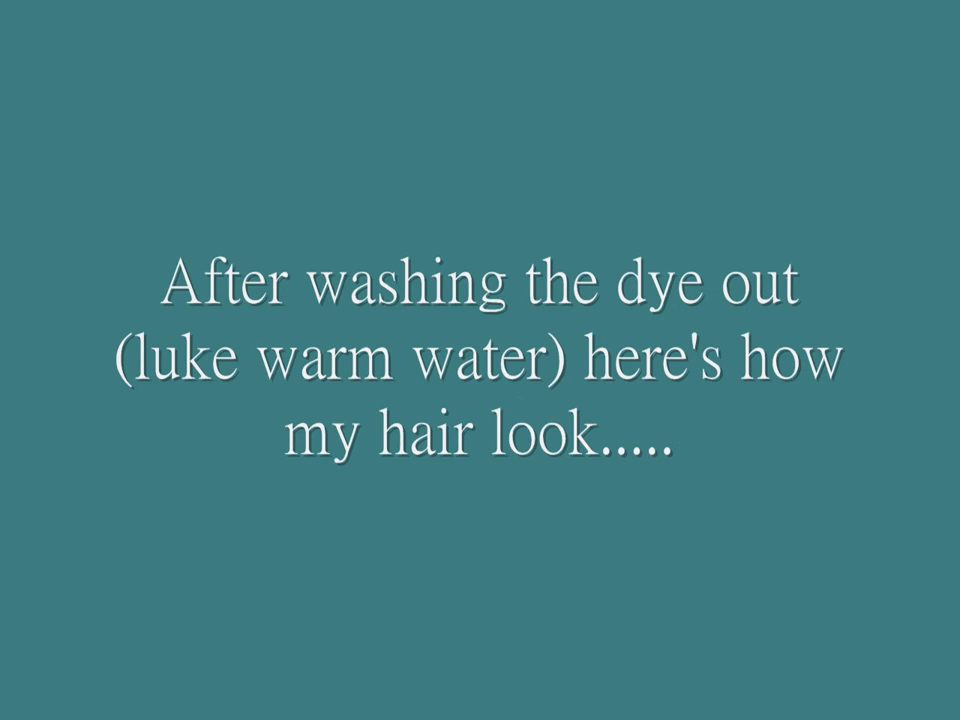 After washing the dye out
(luke warm water) here's how
my hair look.....